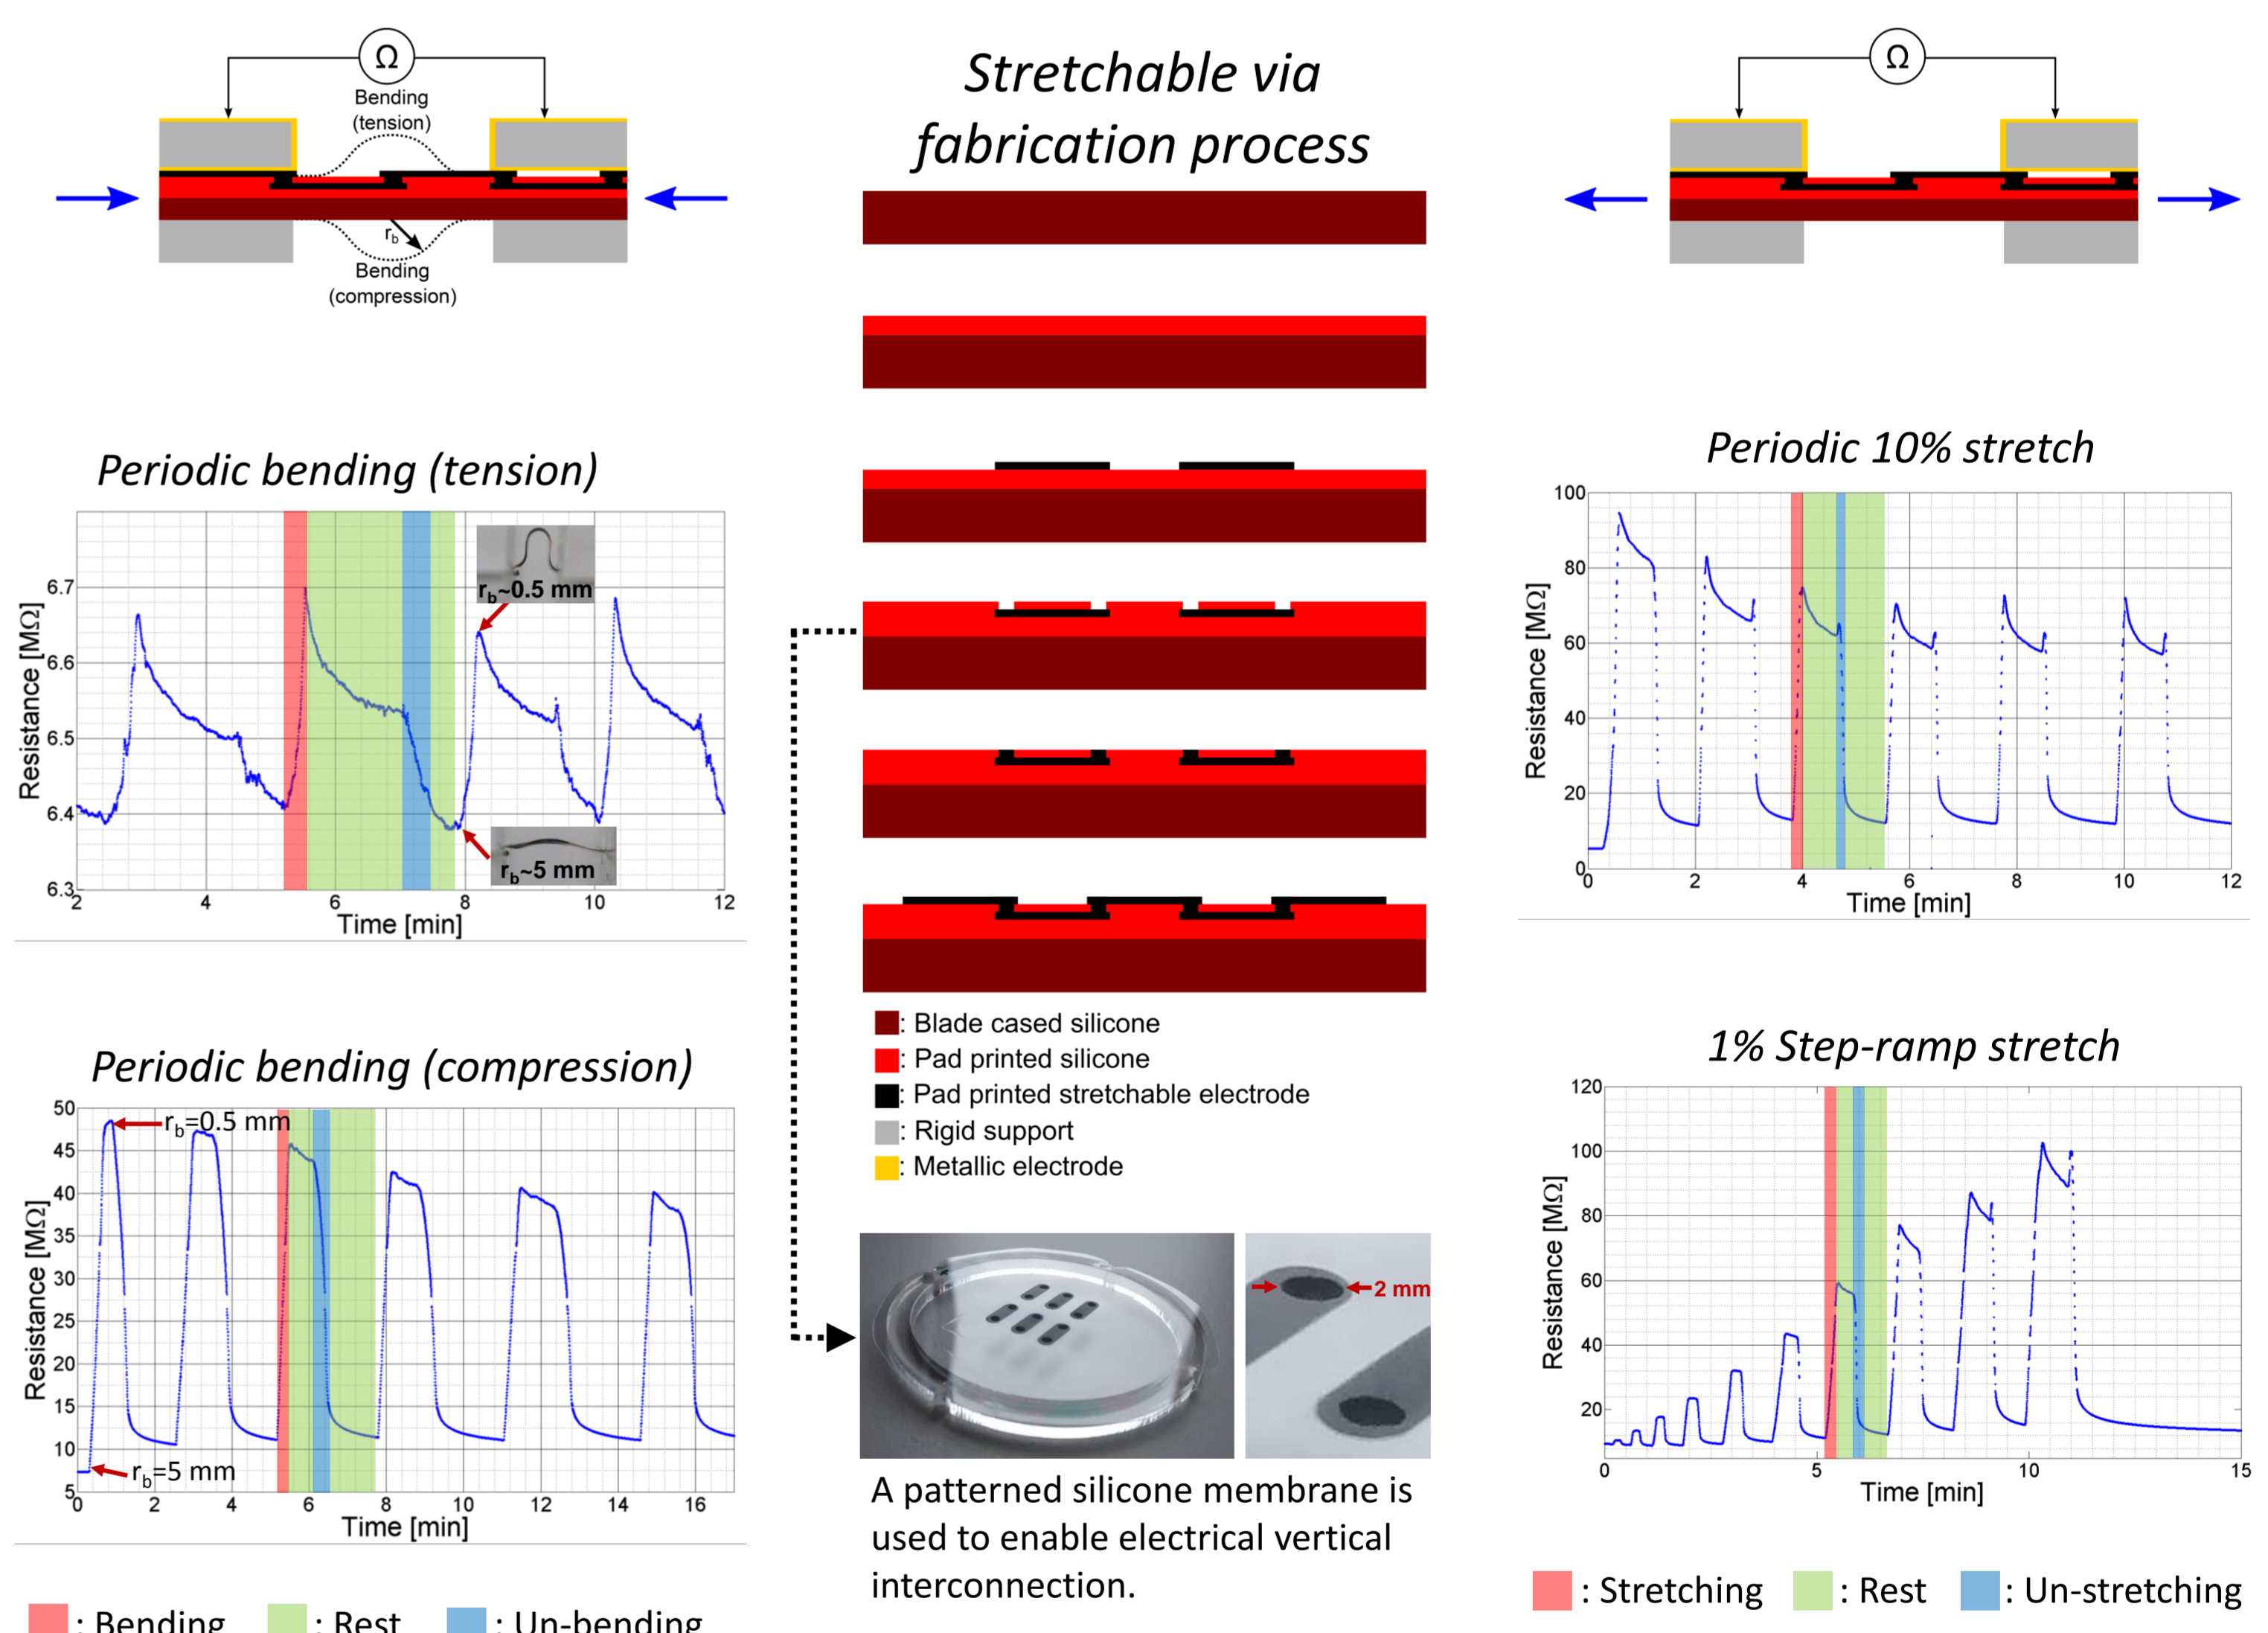 Ω
Bending
(tension)
r_b
Bending
(compression)
Periodic bending (tension)
Resistance [MΩ]
6.7
6.6
6.5
6.4
6.3
2
4
6
8
10
12
Time [min]
r_b~0.5 mm
r_b~5 mm
Periodic bending (compression)
Resistance [MΩ]
50
45
40
35
30
25
20
15
10
5
0
2
4
6
8
10
12
14
16
Time [min]
r_b=0.5 mm
r_b=5 mm
: Bending
: Rest
: Un-bending
Stretchable via
fabrication process
: Blade cased silicone
: Pad printed silicone
: Pad printed stretchable electrode
: Rigid support
: Metallic electrode
2 mm
A patterned silicone membrane is
used to enable electrical vertical
interconnection.
Ω
Periodic 10% stretch
Resistance [MΩ]
100
80
60
40
20
0
0
2
4
6
8
10
12
Time [min]
1% Step-ramp stretch
Resistance [MΩ]
120
100
80
60
40
20
0
5
10
15
Time [min]
: Stretching
: Rest
: Un-stretching